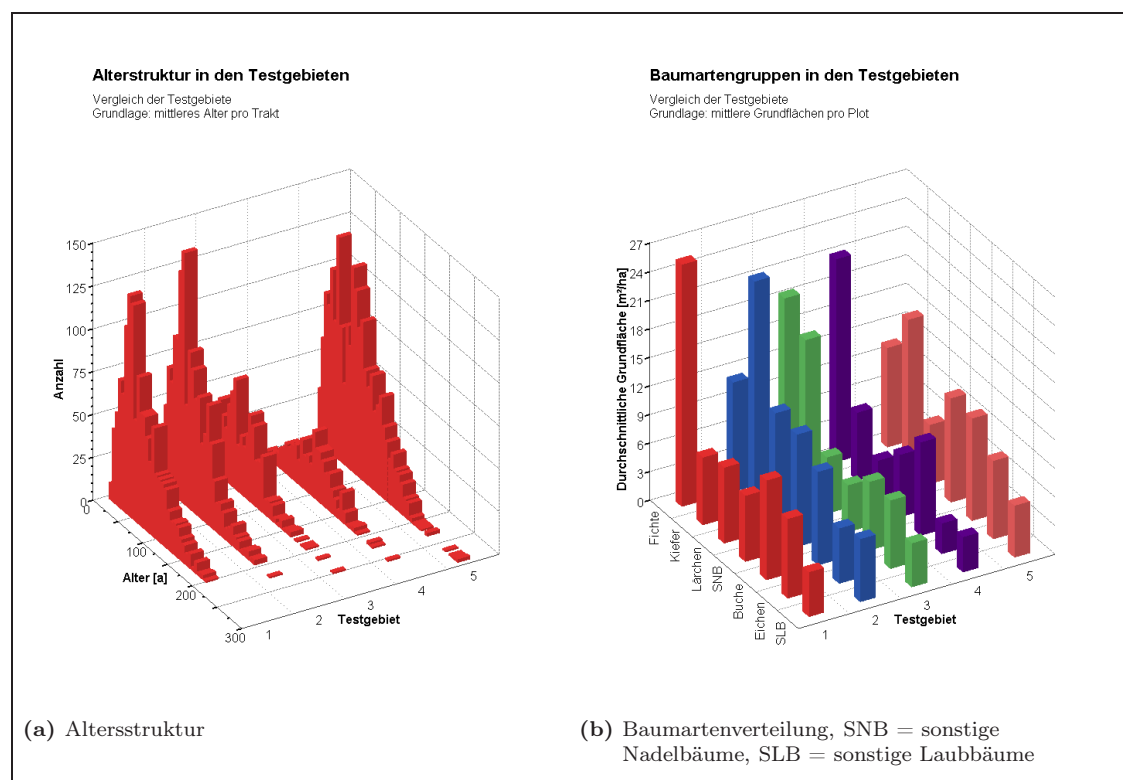 Alterstruktur in den Testgebieten
Vergleich der Testgebiete
Grundlage: mittleres Alter pro Trakt
150
125
100
75
50
25
0
Anzahl
0
100
200
300
Alter [a]
1
2
3
4
5
Testgebiet
(a) Altersstruktur
Baumartengruppen in den Testgebieten
Vergleich der Testgebiete
Grundlage: mittlere Grundflächen pro Plot
27
24
21
18
15
12
9
6
3
0
Durchschnittliche Grundfläche [m²/ha]
Fichte
Kiefer
Lärchen
SNB
Buche
Eichen
SLB
1
2
3
4
5
Testgebiet
(b) Baumartenverteilung, SNB = sonstige
Nadelbäume, SLB = sonstige Laubbäume